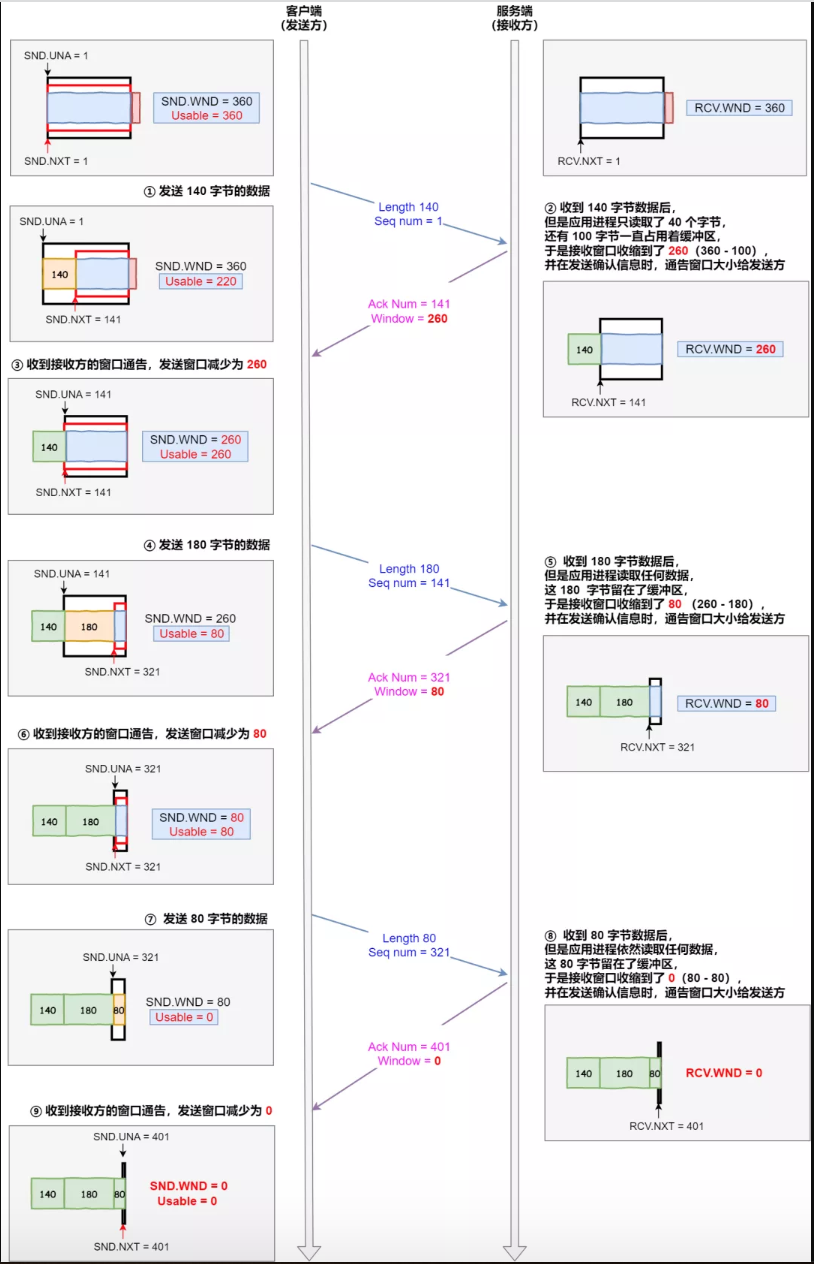 客户端
(发送方)
服务端
(接收方)
SND.UNA = 1
SND.WND = 360
Usable = 360
SND.NXT = 1
RCV.WND = 360
RCV.NXT = 1
① 发送 140 字节的数据
Length 140
Seq num = 1
② 收到 140 字节数据后，
但是应用进程只读取了 40 个字节，
还有 100 字节一直占用着缓冲区，
于是接收窗口收缩到了 260（360 - 100），
并在发送确认信息时，通告窗口大小给发送方
SND.UNA = 1
140
SND.WND = 360
Usable = 220
SND.NXT = 141
Ack Num = 141
Window = 260
140
RCV.WND = 260
RCV.NXT = 141
③ 收到接收方的窗口通告，发送窗口减少为 260
SND.UNA = 141
140
SND.WND = 260
Usable = 260
SND.NXT = 141
④ 发送 180 字节的数据
Length 180
Seq num = 141
⑤ 收到 180 字节数据后，
但是应用进程读取任何数据，
这 180 字节留在了缓冲区，
于是接收窗口收缩到了 80 （260 - 180），
并在发送确认信息时，通告窗口大小给发送方
SND.UNA = 141
140
180
SND.WND = 260
Usable = 80
SND.NXT = 321
Ack Num = 321
Window = 80
140
180
RCV.WND = 80
RCV.NXT = 321
⑥ 收到接收方的窗口通告，发送窗口减少为 80
SND.UNA = 321
140
180
SND.WND = 80
Usable = 80
SND.NXT = 321
⑦ 发送 80 字节的数据
Length 80
Seq num = 321
⑧ 收到 80 字节数据后，
但是应用进程依然读取任何数据，
这 80 字节留在了缓冲区，
于是接收窗口收缩到了 0（80 - 80），
并在发送确认信息时，通告窗口大小给发送方
SND.UNA = 321
140
180
80
SND.WND = 80
Usable = 0
Ack Num = 401
Window = 0
140
180
80
RCV.WND = 0
RCV.NXT = 401
⑨ 收到接收方的窗口通告，发送窗口减少为 0
SND.UNA = 401
140
180
80
SND.WND = 0
Usable = 0
SND.NXT = 401